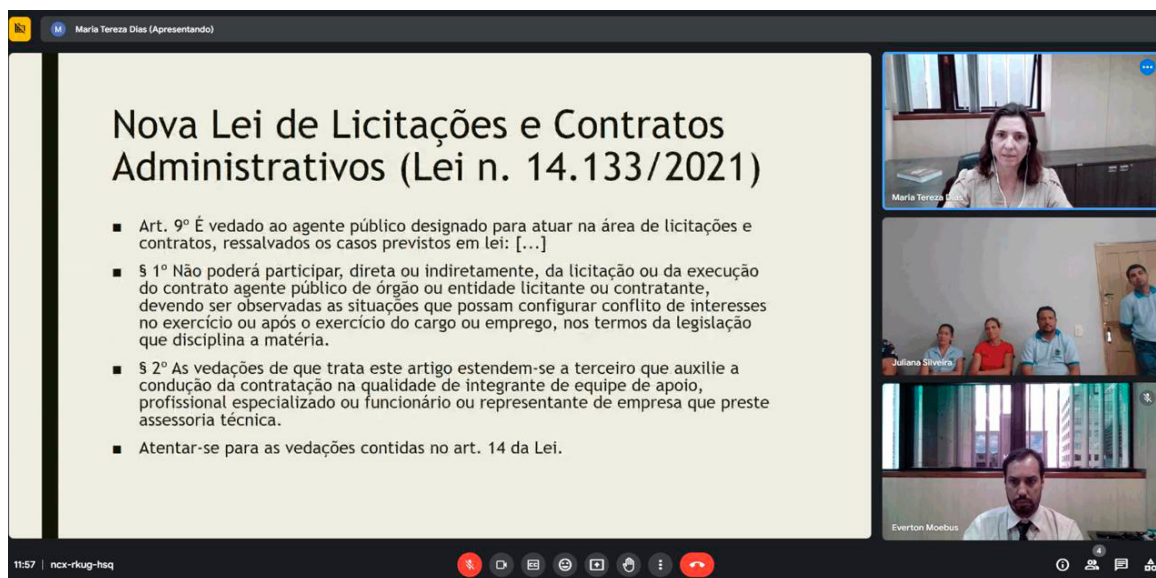 M Maria Tereza Dias (Apresentando)
Nova Lei de Licitações e Contratos
Administrativos (Lei n. 14.133/2021)
■ Art. 9º É vedado ao agente público designado para atuar na área de licitações e
contratos, ressalvados os casos previstos em lei: [...]
■ § 1º Não poderá participar, direta ou indiretamente, da licitação ou da execução
do contrato agente público de órgão ou entidade licitante ou contratante,
devendo ser observadas as situações que possam configurar conflito de interesses
no exercício ou após o exercício do cargo ou emprego, nos termos da legislação
que disciplina a matéria.
■ § 2º As vedações de que trata este artigo estendem-se a terceiro que auxilie a
condução da contratação na qualidade de integrante de equipe de apoio,
profissional especializado ou funcionário ou representante de empresa que preste
assessoria técnica.
■ Atentar-se para as vedações contidas no art. 14 da Lei.
Maria Tereza Dias
Juliana Silveira
Everton Moebus
11:57 | ncx-rkug-hsq
CC
4